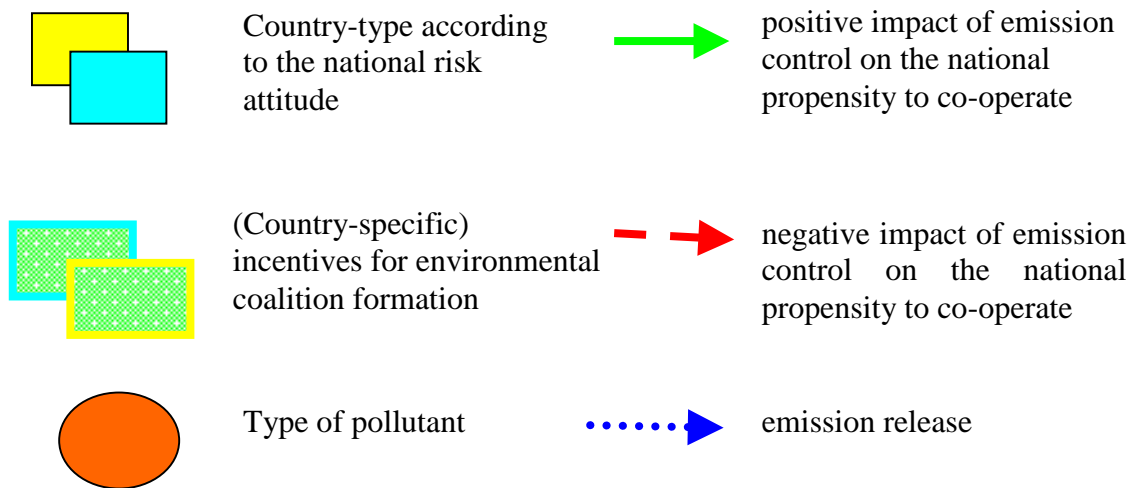 Country-type according
to the national risk
attitude
positive impact of emission
control on the national
propensity to co-operate
(Country-specific)
incentives for environmental
coalition formation
negative impact of emission
control on the national
propensity to co-operate
Type of pollutant
emission release